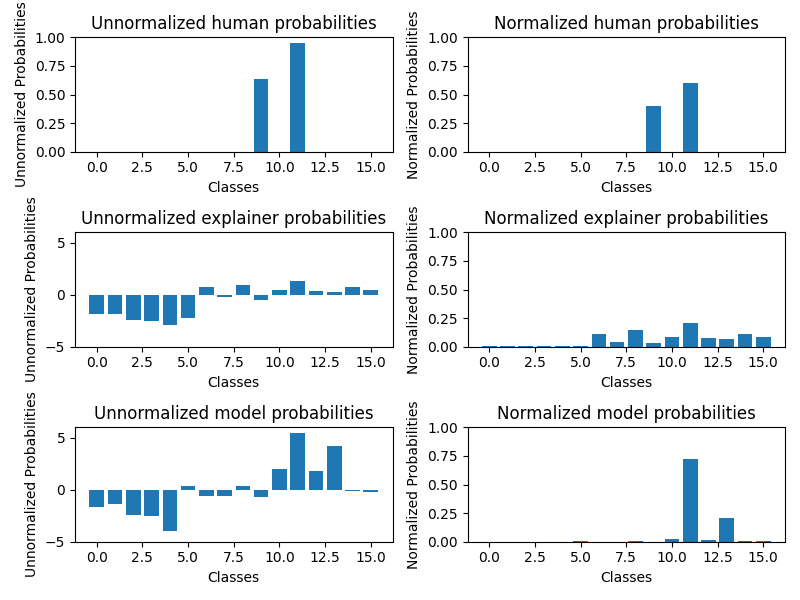 Unnormalized human probabilities
Unnormalized Probabilities
1.00
0.75
0.50
0.25
0.00
0.0 2.5 5.0 7.5 10.0 12.5 15.0
Classes
Normalized human probabilities
Normalized Probabilities
1.00
0.75
0.50
0.25
0.00
0.0 2.5 5.0 7.5 10.0 12.5 15.0
Classes
Unnormalized explainer probabilities
Unnormalized Probabilities
5
0
−5
0.0 2.5 5.0 7.5 10.0 12.5 15.0
Classes
Normalized explainer probabilities
Normalized Probabilities
1.00
0.75
0.50
0.25
0.00
0.0 2.5 5.0 7.5 10.0 12.5 15.0
Classes
Unnormalized model probabilities
Unnormalized Probabilities
5
0
−5
0.0 2.5 5.0 7.5 10.0 12.5 15.0
Classes
Normalized model probabilities
Normalized Probabilities
1.00
0.75
0.50
0.25
0.00
0.0 2.5 5.0 7.5 10.0 12.5 15.0
Classes